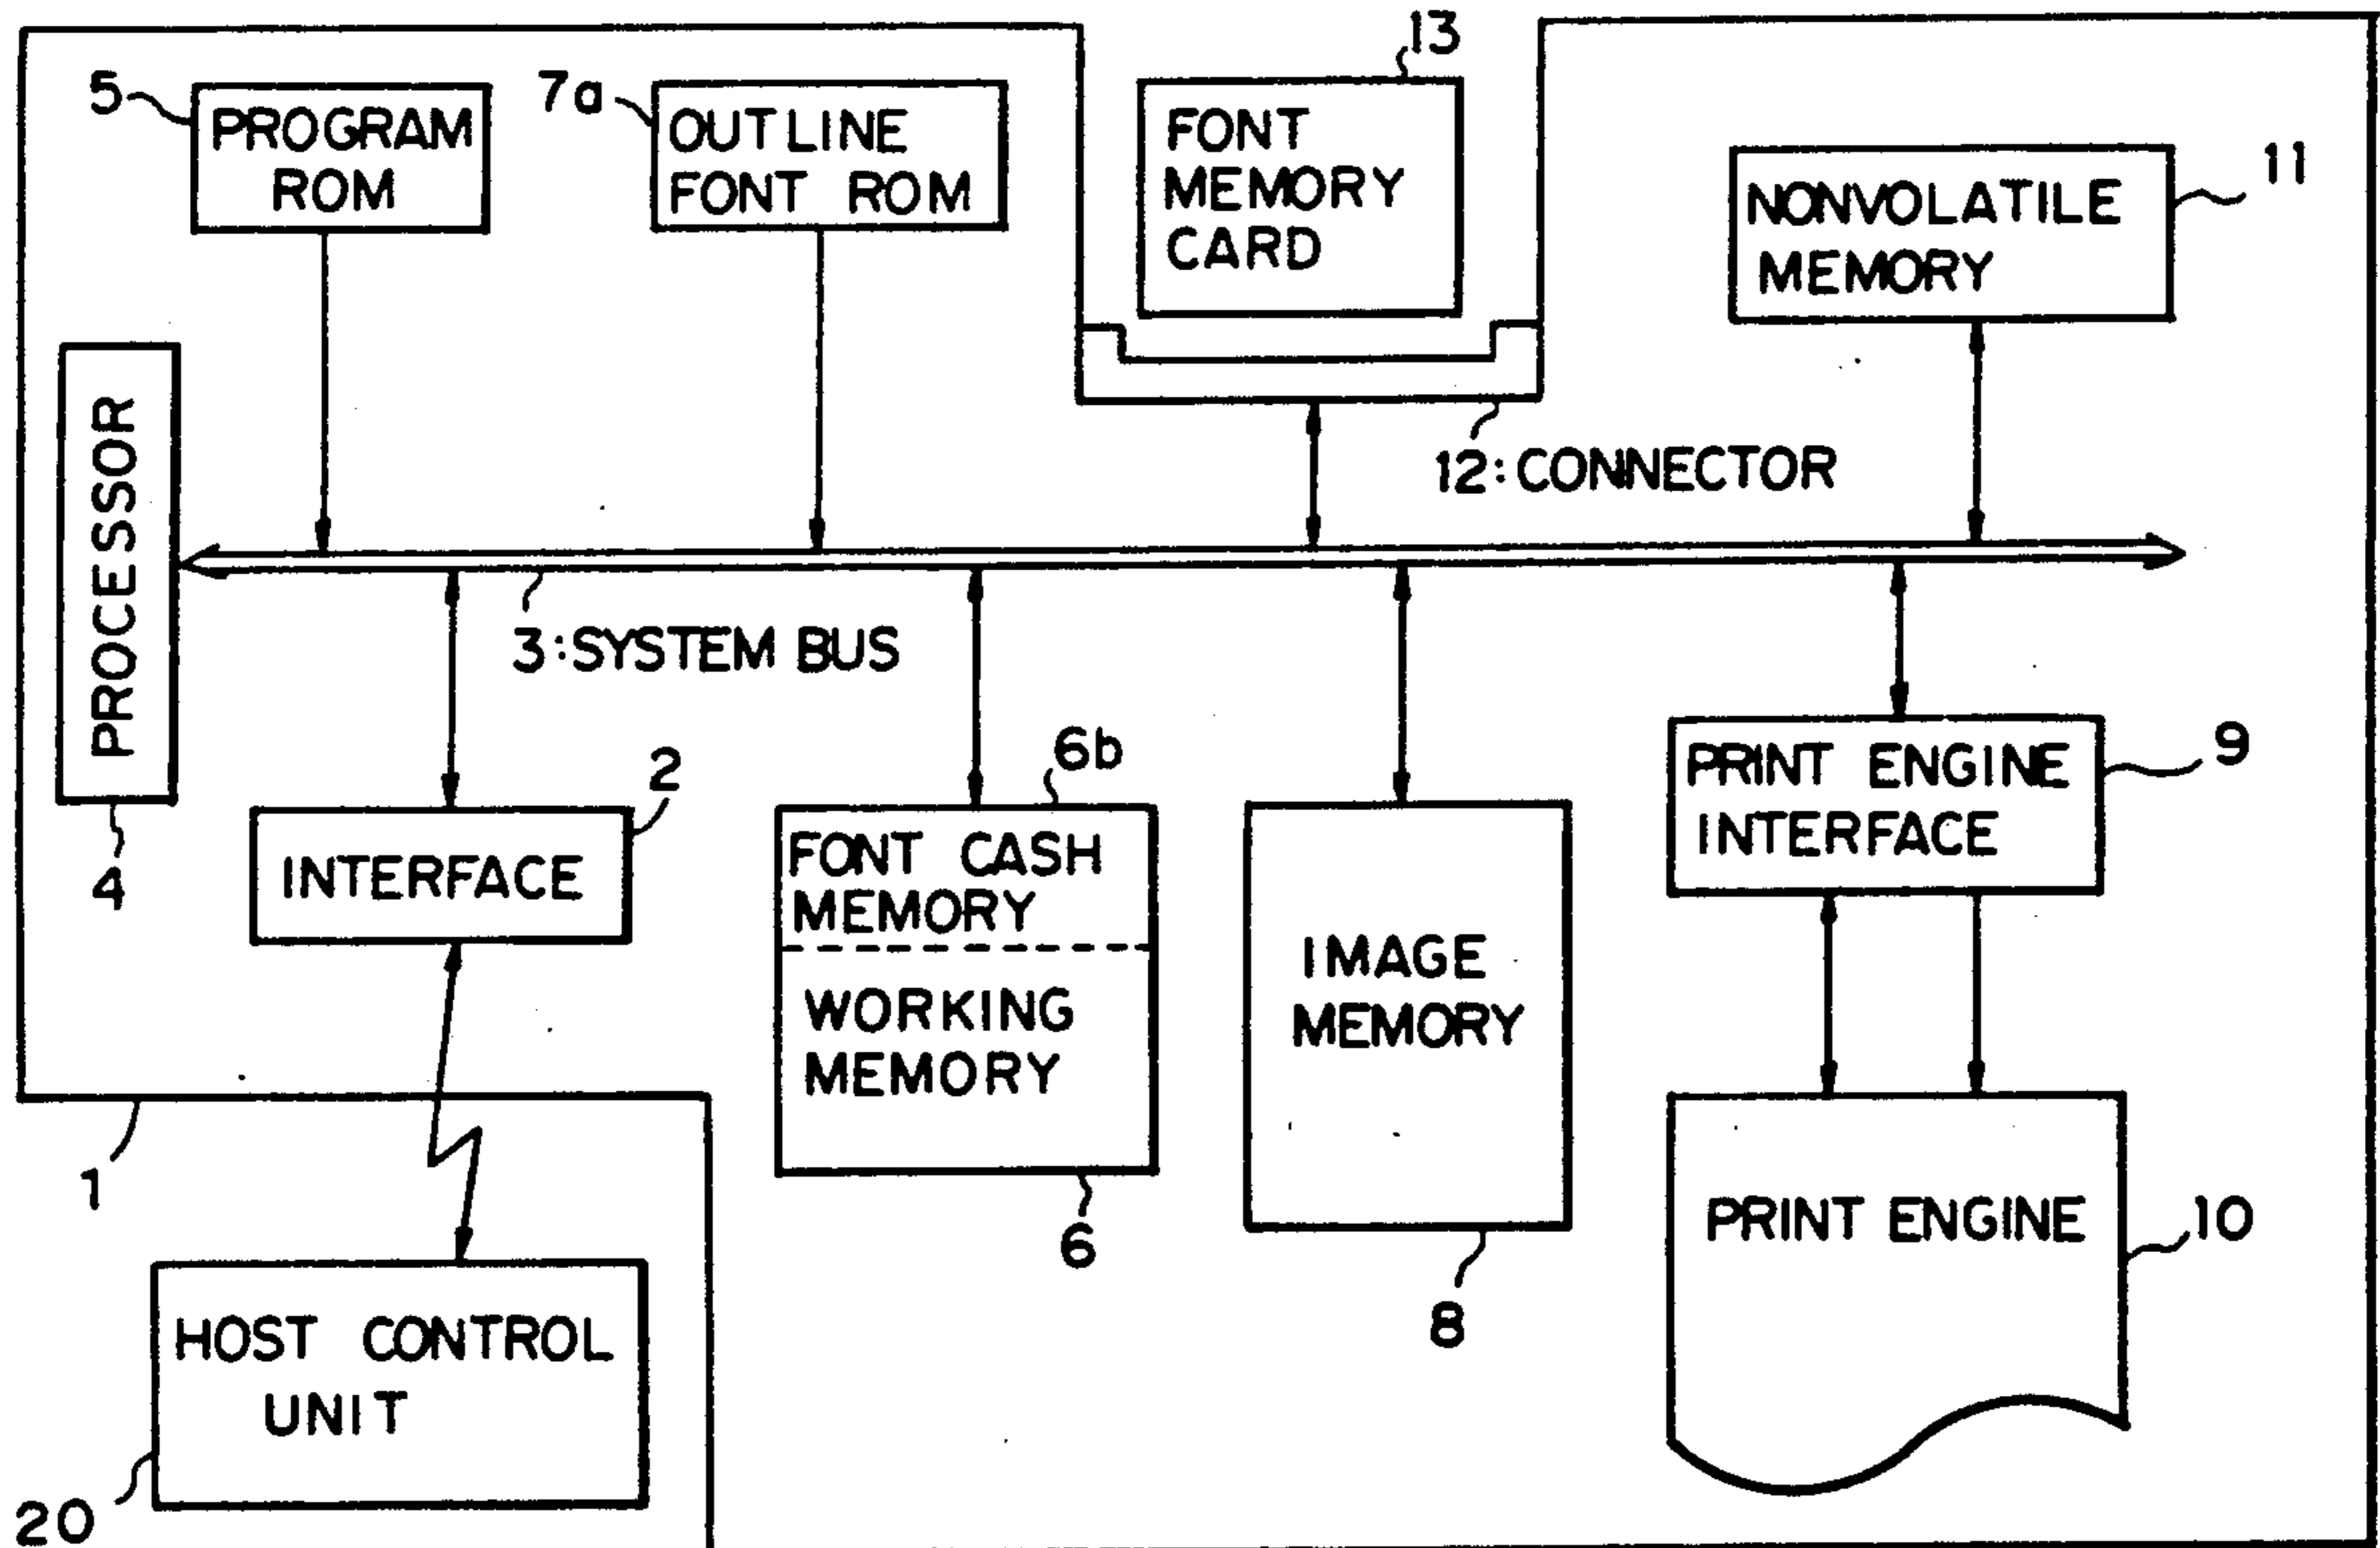 13
5
PROGRAM
ROM
7a
OUTLINE
FONT ROM
FONT
MEMORY
CARD
NONVOLATILE
MEMORY
11
PROCESSOR
4
12:CONNECTOR
3:SYSTEM BUS
INTERFACE
2
6b
FONT CASH
MEMORY
WORKING
MEMORY
6
IMAGE
MEMORY
8
PRINT ENGINE
INTERFACE
9
PRINT ENGINE
10
1
HOST CONTROL
UNIT
20